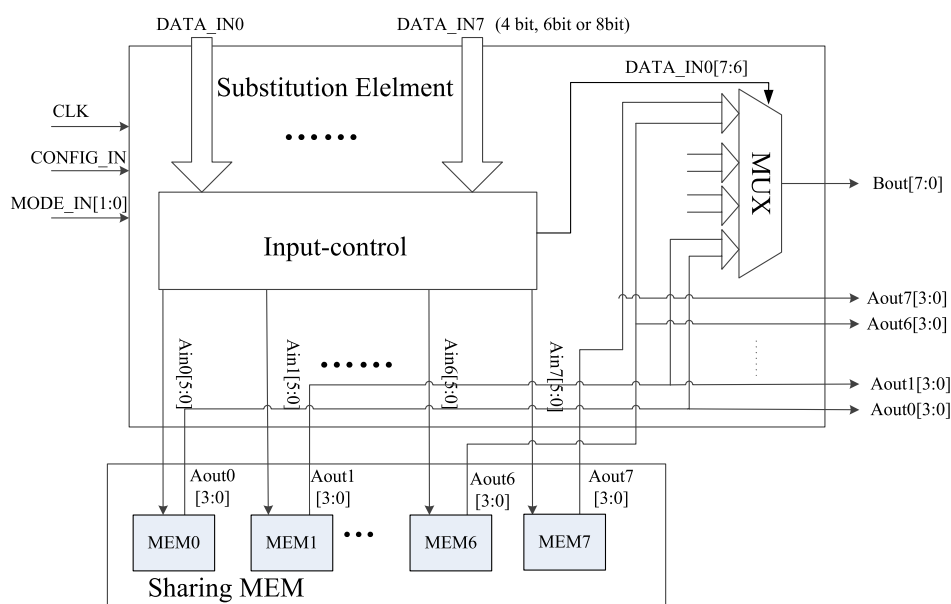 DATA_IN0
DATA_IN7 (4 bit, 6bit or 8bit)
Substitution Elelment
DATA_IN0[7:6]
CLK
CONFIG_IN
MODE_IN[1:0]
MUX
Bout[7:0]
Input-control
Aout7[3:0]
Aout6[3:0]
Ain0[5:0]
Ain1[5:0]
Ain6[5:0]
Ain7[5:0]
Aout1[3:0]
Aout0[3:0]
Aout0
[3:0]
Aout1
[3:0]
Aout6
[3:0]
Aout7
[3:0]
MEM0
MEM1
MEM6
MEM7
Sharing MEM